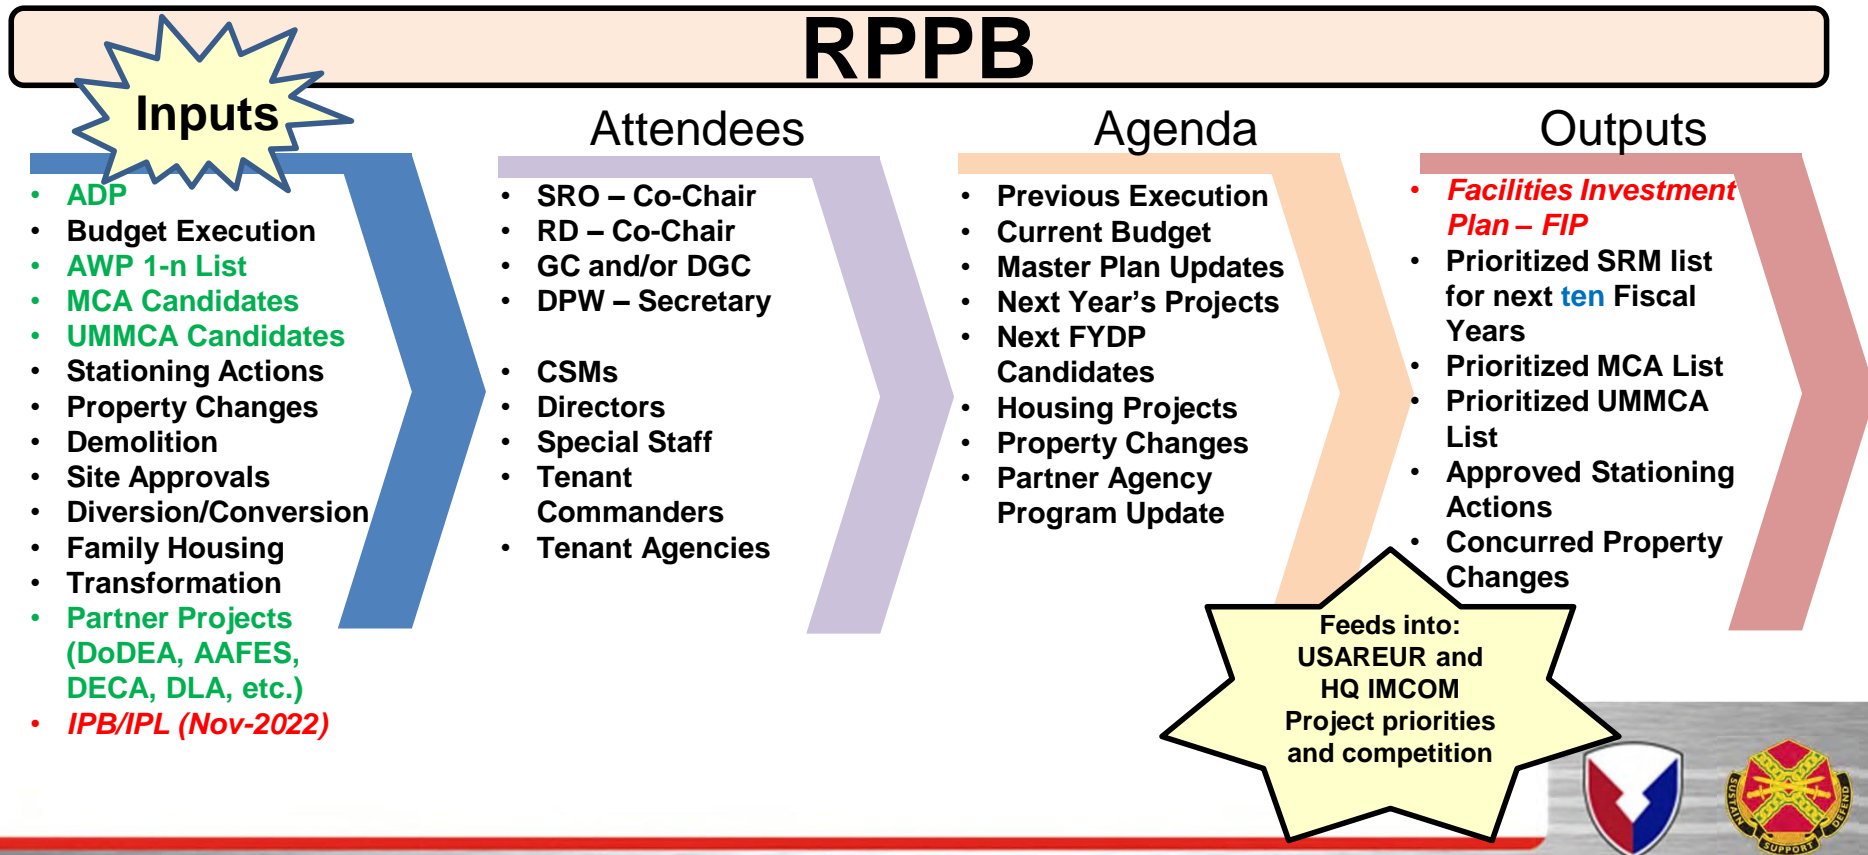 RPPB
Inputs
• ADP
• Budget Execution
• AWP 1-n List
• MCA Candidates
• UMMCA Candidates
• Stationing Actions
• Property Changes
• Demolition
• Site Approvals
• Diversion/Conversion
• Family Housing
• Transformation
• Partner Projects
(DoDEA, AAFES,
DECA, DLA, etc.)
• IPB/IPL (Nov-2022)
Attendees
• SRO – Co-Chair
• RD – Co-Chair
• GC and/or DGC
• DPW – Secretary
• CSMs
• Directors
• Special Staff
• Tenant
Commanders
• Tenant Agencies
Agenda
• Previous Execution
• Current Budget
• Master Plan Updates
• Next Year's Projects
• Next FYDP
Candidates
• Housing Projects
• Property Changes
• Partner Agency
Program Update
Outputs
• Facilities Investment
Plan – FIP
• Prioritized SRM list
for next ten Fiscal
Years
• Prioritized MCA List
• Prioritized UMMCA
List
• Approved Stationing
Actions
• Concurred Property
Changes
Feeds into:
USAREUR and
HQ IMCOM
Project priorities
and competition
SUSTAIN
SUPPORT
DEFEND